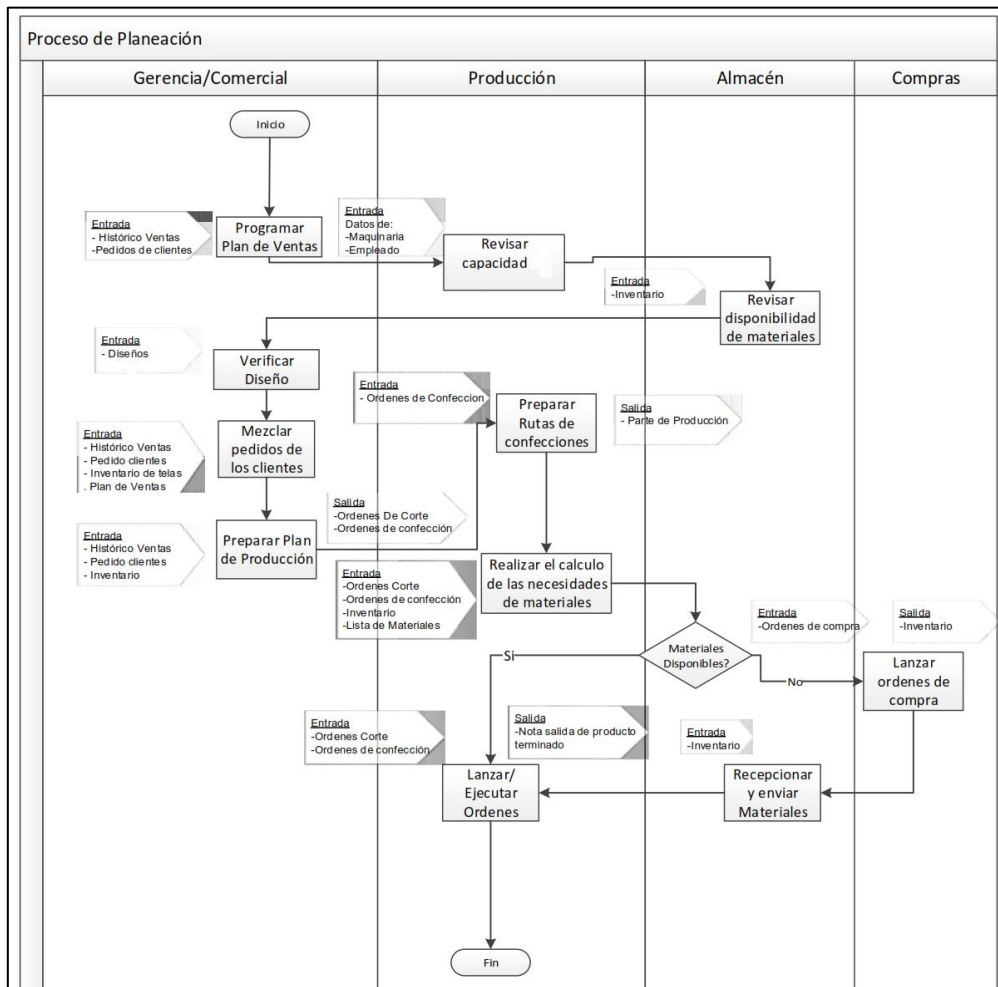 Proceso de Planeación
Gerencia/Comercial
Producción
Almacén
Compras
Inicio
Entrada
- Histórico Ventas
-Pedidos de clientes
Programar
Plan de Ventas
Entrada
Datos de:
-Maquinaria
-Empleado
Revisar
capacidad
Entrada
-Inventario
Revisar
disponibilidad
de materiales
Entrada
- Diseños
Verificar
Diseño
Entrada
- Ordenes de Confeccion
Preparar
Rutas de
confecciones
Salida
- Parte de Producción
Entrada
- Histórico Ventas
- Pedido clientes
- Inventario de telas
. Plan de Ventas
Mezclar
pedidos de
los clientes
Salida
-Ordenes De Corte
-Ordenes de confección
Entrada
- Histórico Ventas
- Pedido clientes
- Inventario
Preparar Plan
de Producción
Entrada
-Ordenes Corte
-Ordenes de confección
-Inventario
-Lista de Materiales
Realizar el calculo
de las necesidades
de materiales
Entrada
-Ordenes de compra
Salida
-Inventario
Si
Materiales
Disponibles?
No
Lanzar
ordenes de
compra
Entrada
-Ordenes Corte
-Ordenes de confección
Salida
-Nota salida de producto
terminado
Entrada
-Inventario
Lanzar/
Ejecutar
Ordenes
Recepcionar
y enviar
Materiales
Fin